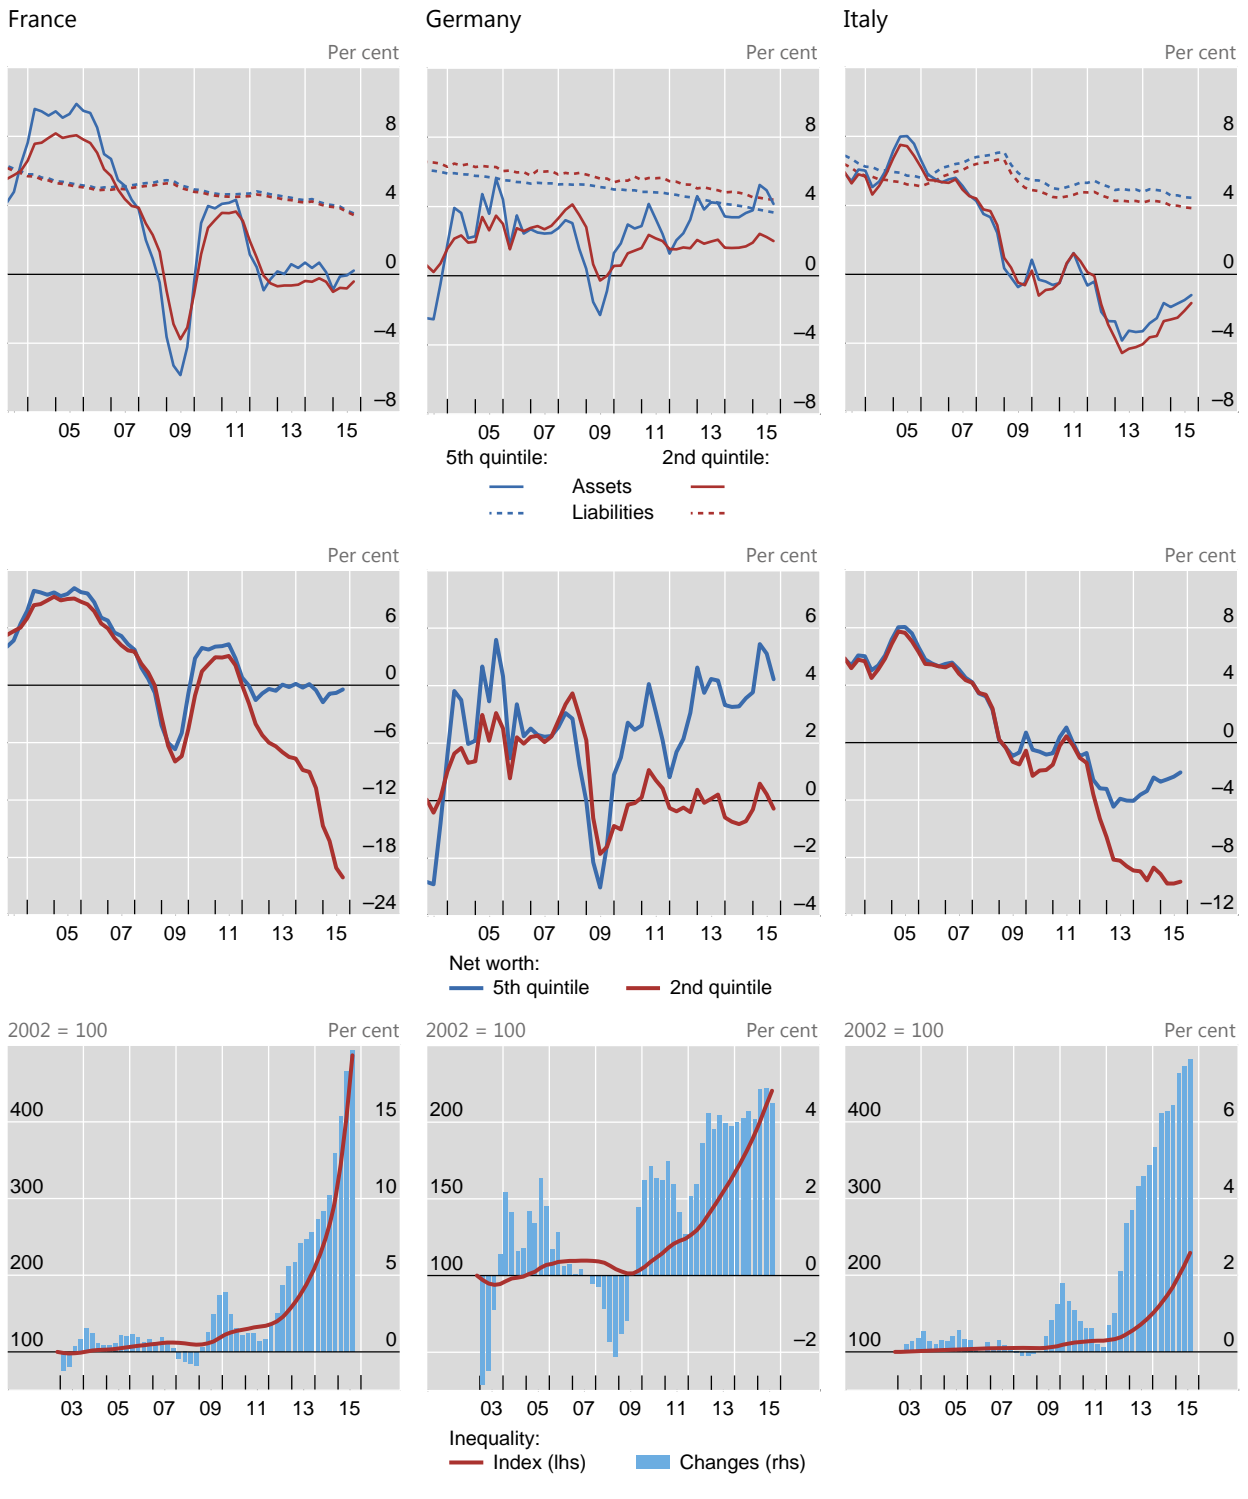 France Germany Italy
Per cent Per cent Per cent
8 8 8
4 4 4
0 0 0
–4 –4 –4
–8 –8 –8
05 07 09 11 13 15 05 07 09 11 13 15 05 07 09 11 13 15
5th quintile: 2nd quintile:
Assets
Liabilities
Per cent Per cent Per cent
6 6 8
0 4 4
–6 2 0
–12 0 –4
–18 –2 –8
–24 –4 –12
05 07 09 11 13 15 05 07 09 11 13 15 05 07 09 11 13 15
Net worth:
5th quintile 2nd quintile
2002 = 100 Per cent 2002 = 100 Per cent 2002 = 100 Per cent
400 15 200 4 400 6
300 10 150 2 300 4
200 5 100 0 200 2
100 0 –2 100 0
03 05 07 09 11 13 15 03 05 07 09 11 13 15 03 05 07 09 11 13 15
Inequality:
Index (lhs) Changes (rhs)